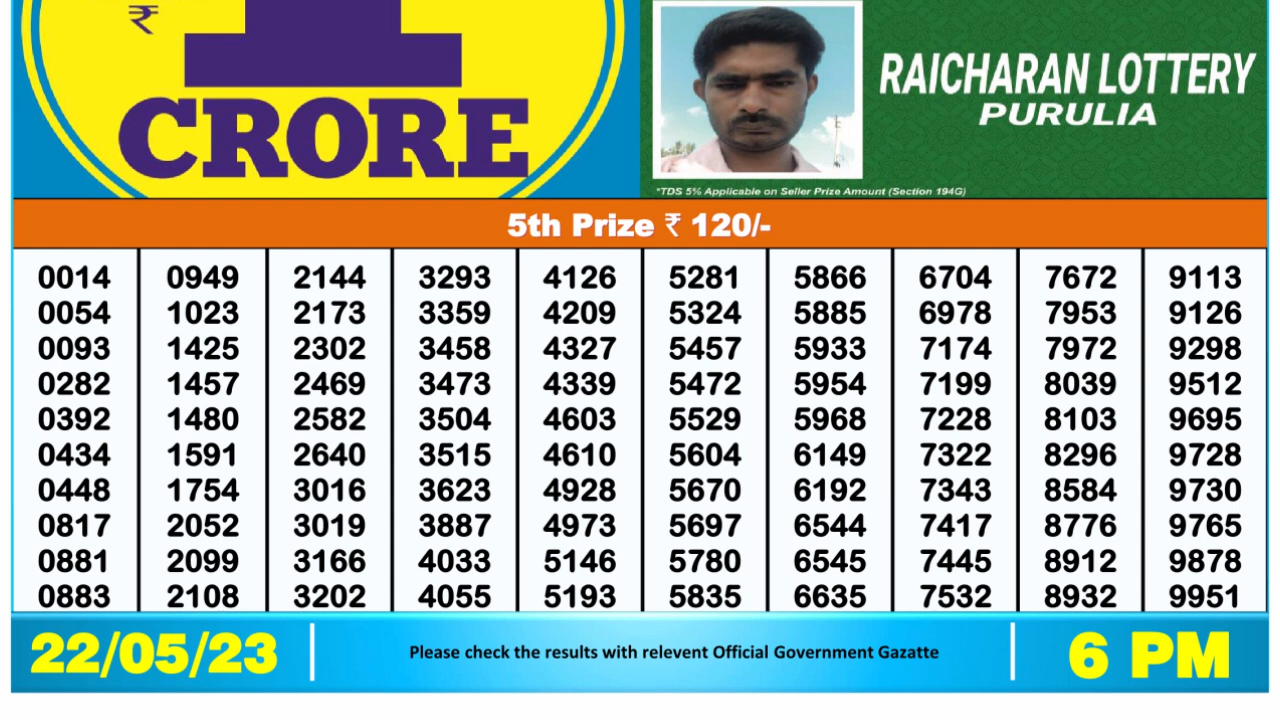 ₹
1
CRORE
RAICHARAN LOTTERY
PURULIA
*TDS 5% Applicable on Seller Prize Amount (Section 194G)
5th Prize ₹ 120/-
0014 0949 2144 3293 4126 5281 5866 6704 7672 9113
0054 1023 2173 3359 4209 5324 5885 6978 7953 9126
0093 1425 2302 3458 4327 5457 5933 7174 7972 9298
0282 1457 2469 3473 4339 5472 5954 7199 8039 9512
0392 1480 2582 3504 4603 5529 5968 7228 8103 9695
0434 1591 2640 3515 4610 5604 6149 7322 8296 9728
0448 1754 3016 3623 4928 5670 6192 7343 8584 9730
0817 2052 3019 3887 4973 5697 6544 7417 8776 9765
0881 2099 3166 4033 5146 5780 6545 7445 8912 9878
0883 2108 3202 4055 5193 5835 6635 7532 8932 9951
22/05/23
Please check the results with relevent Official Government Gazatte
6 PM